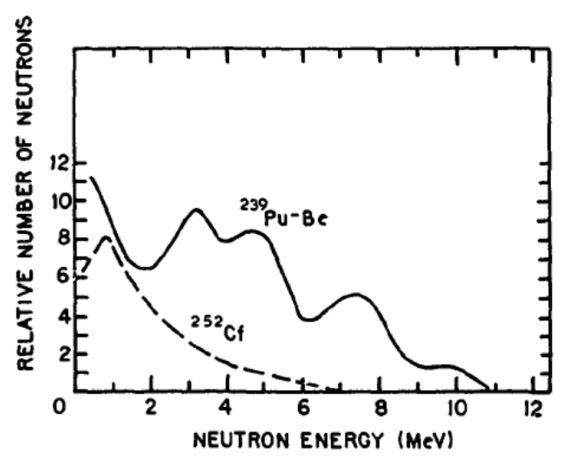 RELATIVE NUMBER OF NEUTRONS
12
10
8
6
4
2
²³⁹Pu-Be
²⁵²Cf
0 2 4 6 8 10 12
NEUTRON ENERGY (MeV)